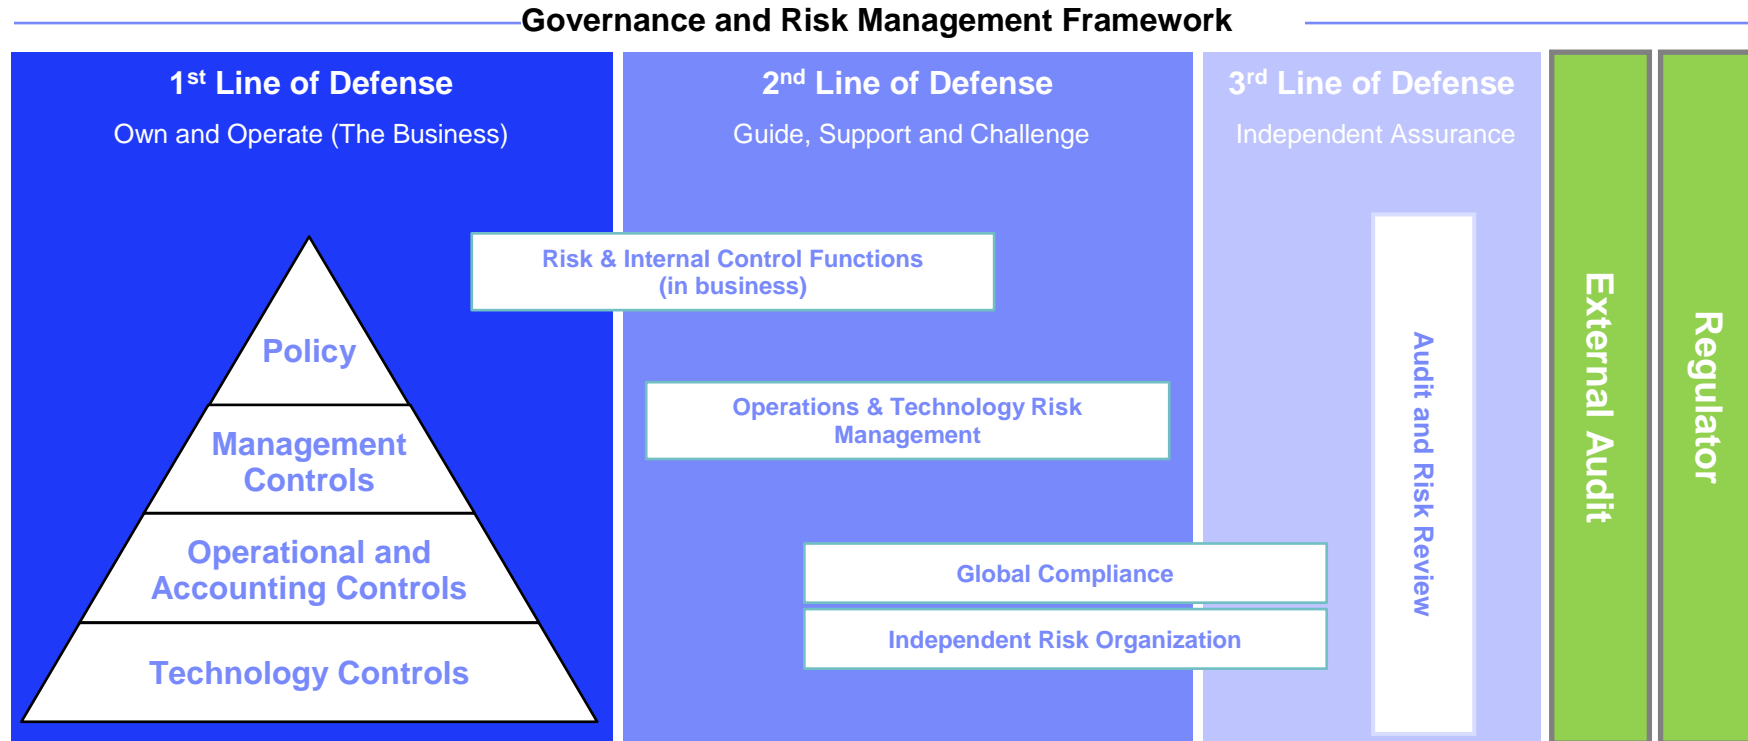 Governance and Risk Management Framework
1st Line of Defense
Own and Operate (The Business)
Policy
Management
Controls
Operational and
Accounting Controls
Technology Controls
2nd Line of Defense
Guide, Support and Challenge
Risk & Internal Control Functions
(in business)
Operations & Technology Risk
Management
Global Compliance
Independent Risk Organization
3rd Line of Defense
Independent Assurance
Audit and Risk Review
External Audit
Regulator